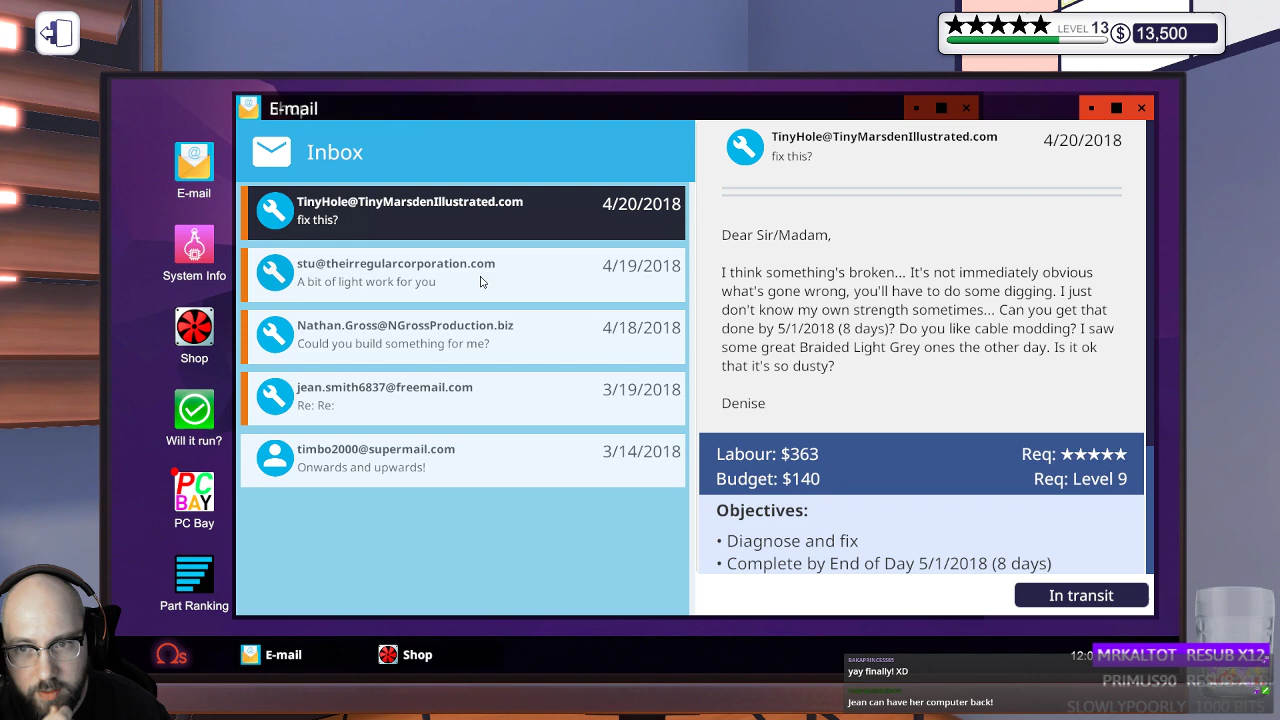 LEVEL 13
$ 13,500
E-mail
Inbox
TinyHole@TinyMarsdenIllustrated.com
4/20/2018
fix this?
stu@theirregularcorporation.com
4/19/2018
A bit of light work for you
Nathan.Gross@NGrossProduction.biz
4/18/2018
Could you build something for me?
jean.smith6837@freemail.com
3/19/2018
Re: Re:
timbo2000@supermail.com
3/14/2018
Onwards and upwards!
E-mail
System Info
Shop
Will it run?
PC
BAY
PC Bay
Part Ranking
TinyHole@TinyMarsdenIllustrated.com
4/20/2018
fix this?
Dear Sir/Madam,
I think something's broken... It's not immediately obvious
what's gone wrong, you'll have to do some digging. I just
don't know my own strength sometimes... Can you get that
done by 5/1/2018 (8 days)? Do you like cable modding? I saw
some great Braided Light Grey ones the other day. Is it ok
that it's so dusty?
Denise
Labour: $363
Req: ★★★★★
Budget: $140
Req: Level 9
Objectives:
• Diagnose and fix
• Complete by End of Day 5/1/2018 (8 days)
In transit
E-mail
Shop
12:0
MRKALTOT RESUB X12
PRIMUS90 RESUB
SLOWLYPOORLY 1000 BITS
BAKAPRINCESS85
yay finally! XD
Jean can have her computer back!